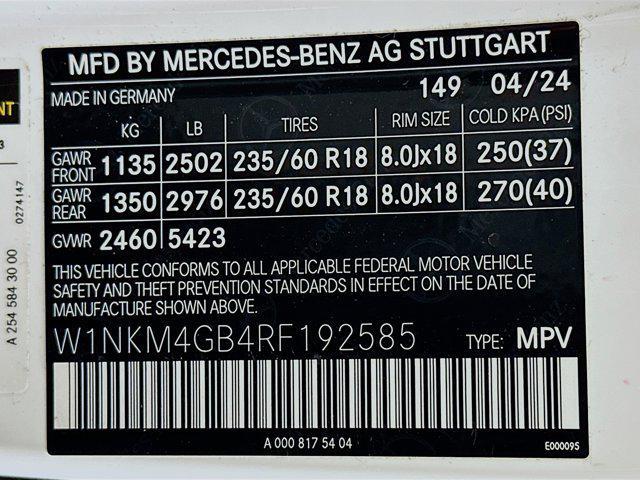 MFD BY MERCEDES-BENZ AG STUTTGART
MADE IN GERMANY 149 04/24
KG LB TIRES RIM SIZE COLD KPA(PSI)
GAWR FRONT 1135 2502 235/60 R18 8.0Jx18 250(37)
GAWR REAR 1350 2976 235/60 R18 8.0Jx18 270(40)
GVWR 2460 5423
THIS VEHICLE CONFORMS TO ALL APPLICABLE FEDERAL MOTOR VEHICLE
SAFETY AND THEFT PREVENTION STANDARDS IN EFFECT ON THE DATE OF
MANUFACTURE SHOWN ABOVE.
W1NKM4GB4RF192585 TYPE: MPV
A 000 817 54 04 E000095
A 254 584 30 00 0274147